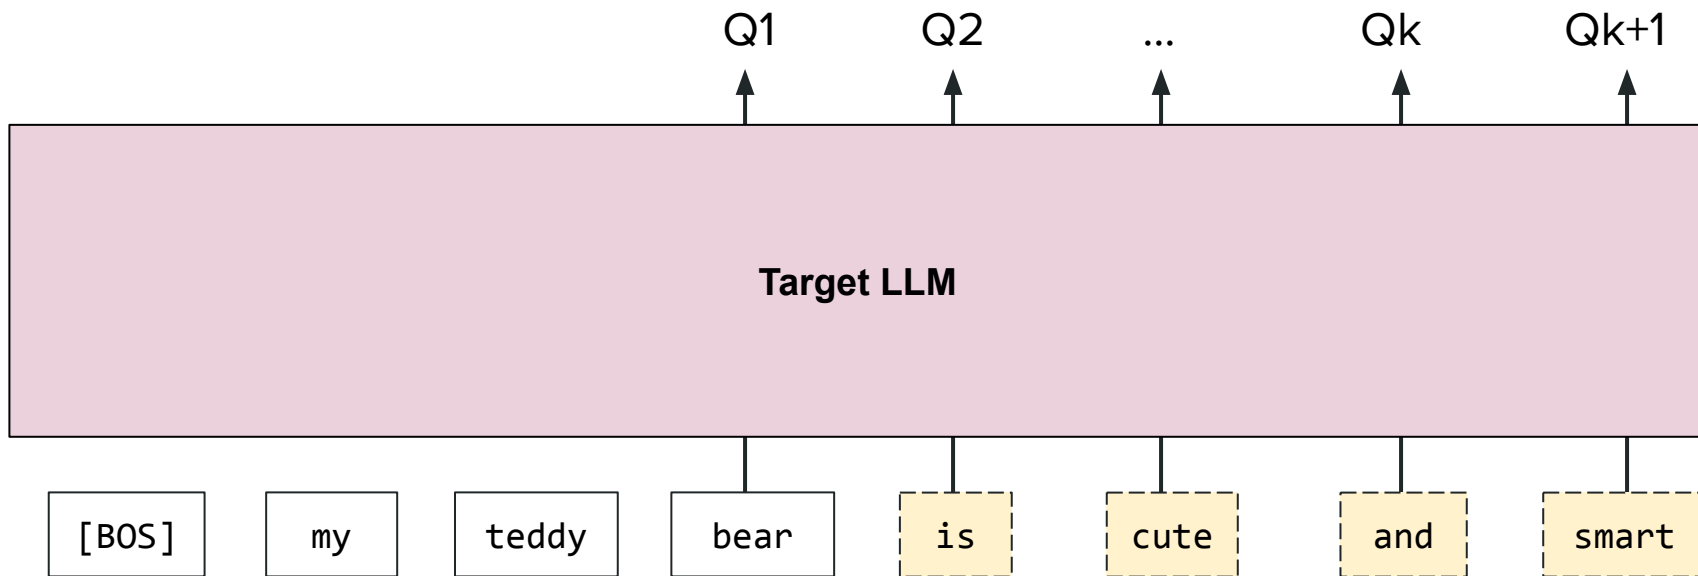 Q1 Q2 ... Qk Qk+1
Target LLM
[BOS] my teddy bear is cute and smart